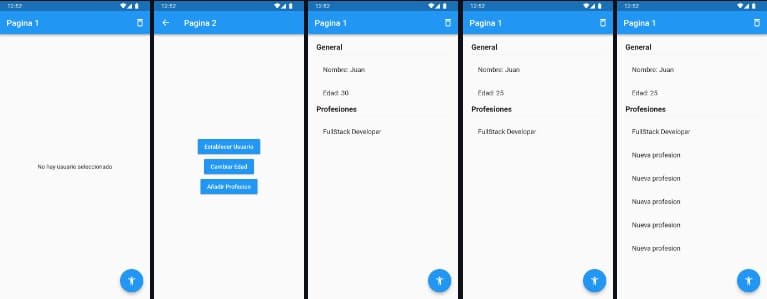 12:52
Pagina 1
No hay usuario seleccionado
12:52
Pagina 2
Establecer Usuario
Cambiar Edad
Añadir Profesion
12:52
Pagina 1
General
Nombre: Juan
Edad: 30
Profesiones
FullStack Developer
12:52
Pagina 1
General
Nombre: Juan
Edad: 25
Profesiones
FullStack Developer
12:52
Pagina 1
General
Nombre: Juan
Edad: 25
Profesiones
FullStack Developer
Nueva profesion
Nueva profesion
Nueva profesion
Nueva profesion
Nueva profesion